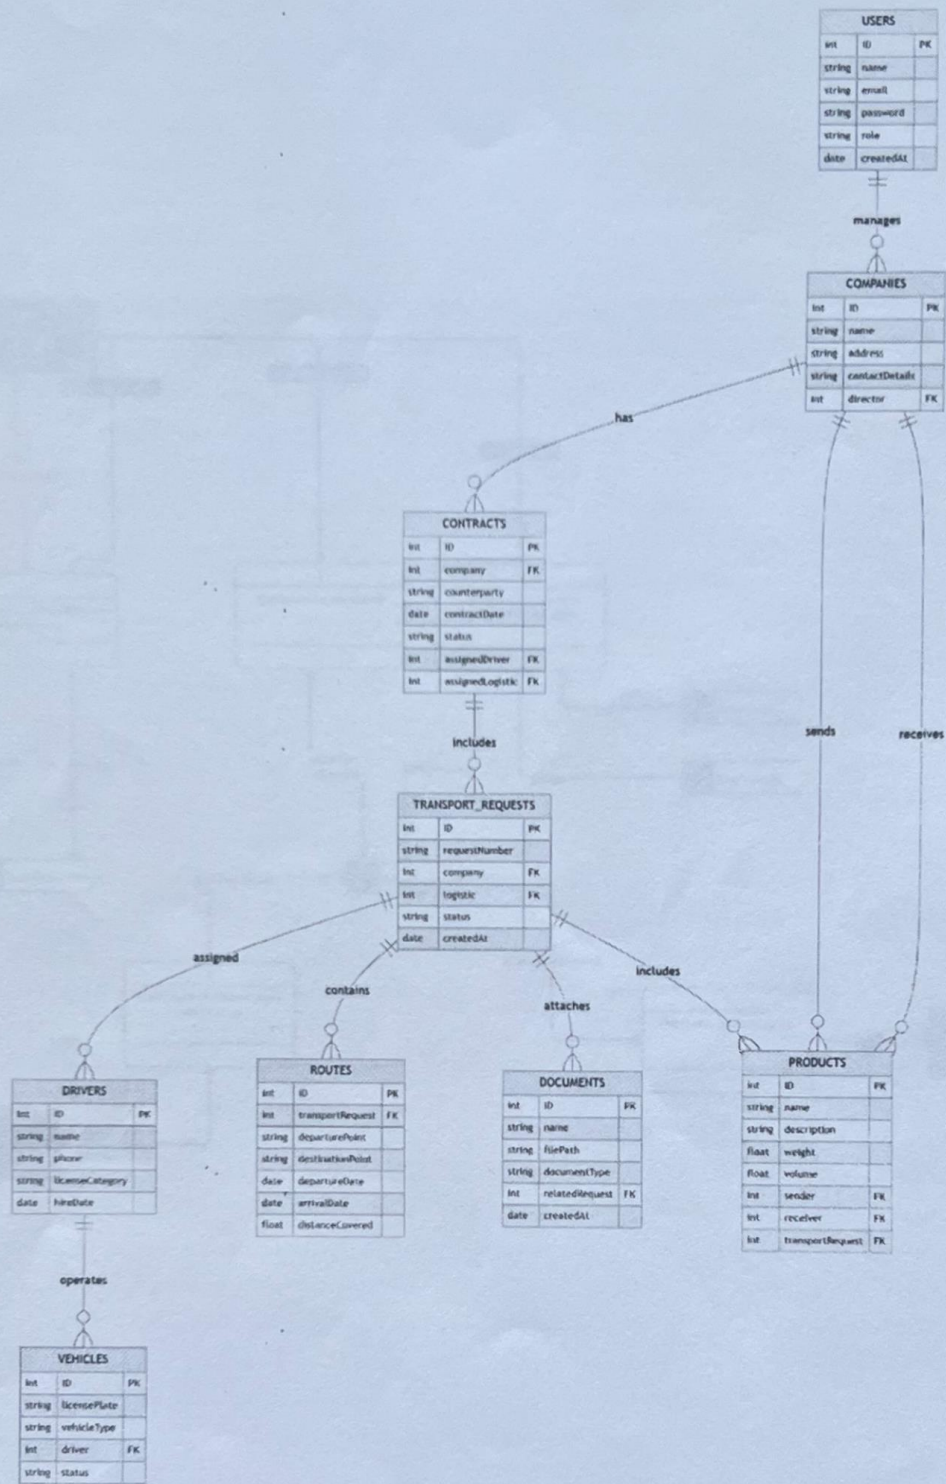 USERS
int ID PK
string name
string email
string password
string role
date createdAt
manages
COMPANIES
int ID PK
string name
string address
string contactDetails
int director FK
has
CONTRACTS
int ID PK
int company FK
string counterparty
date contractDate
string status
int assignedDriver FK
int assignedLogistic FK
sends
receives
includes
TRANSPORT_REQUESTS
int ID PK
string requestNumber
int company FK
int logistic FK
string status
date createdAt
assigned
contains
attaches
includes
DRIVERS
int ID PK
string name
string phone
string licenseCategory
date hireDate
ROUTES
int ID PK
int transportRequest FK
string departurePoint
string destinationPoint
date departureDate
date arrivalDate
float distanceCovered
DOCUMENTS
int ID PK
string name
string filePath
string documentType
int relatedRequest FK
date createdAt
PRODUCTS
int ID PK
string name
string description
float weight
float volume
int sender FK
int receiver FK
int transportRequest FK
operates
VEHICLES
int ID PK
string licensePlate
string vehicleType
int driver FK
string status